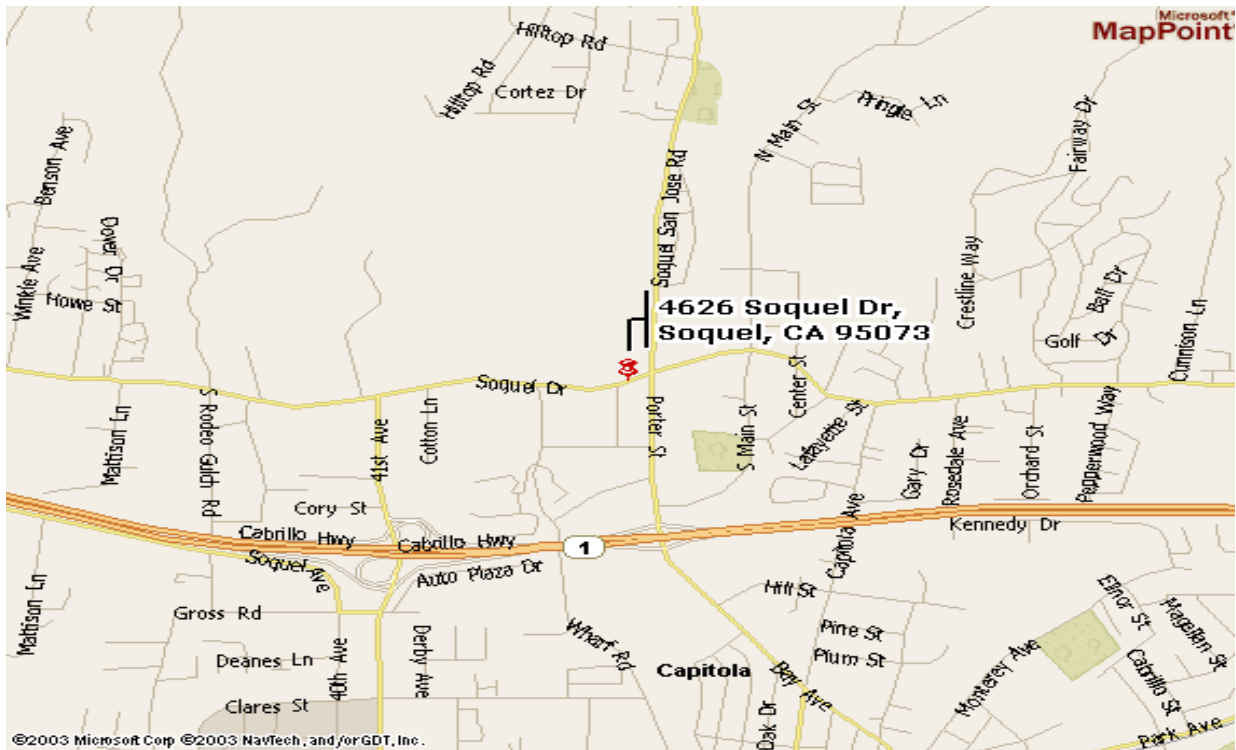 Microsoft®
MapPoint®
Hilltop Rd
Hilltop Rd
Cortez Dr
N Main St
Pringle Ln
Fairway Dr
Benson Ave
Soquel San Jose Rd
Dover Dr
Winkle Ave
Howe St
Crestline Way
Balf Dr
Golf Dr
Cunnison Ln
4626 Soquel Dr,
Soquel, CA 95073
Soquel Dr
Mattison Ln
S Rodeo Gulch Rd
41st Ave
Cotton Ln
Porter St
S Main St
Center St
Lafayette St
Gary Dr
Rosedale Ave
Orchard St
Pepperwood Way
Cory St
Cabrillo Hwy
Cabrillo Hwy
1
Capitola Ave
Kennedy Dr
Soquel Ave
Auto Plaza Dr
Mattison Ln
Gross Rd
Hill St
Elinor St
Magellan St
Derby Ave
Wharf Rd
Pine St
Plum St
Deanes Ln
40th Ave
Capitola
Bay Ave
Monterey Ave
Cabrillo St
Clares St
Oak Dr
Park Ave
©2003 Microsoft Corp ©2003 NavTech, and/or GDT, Inc.